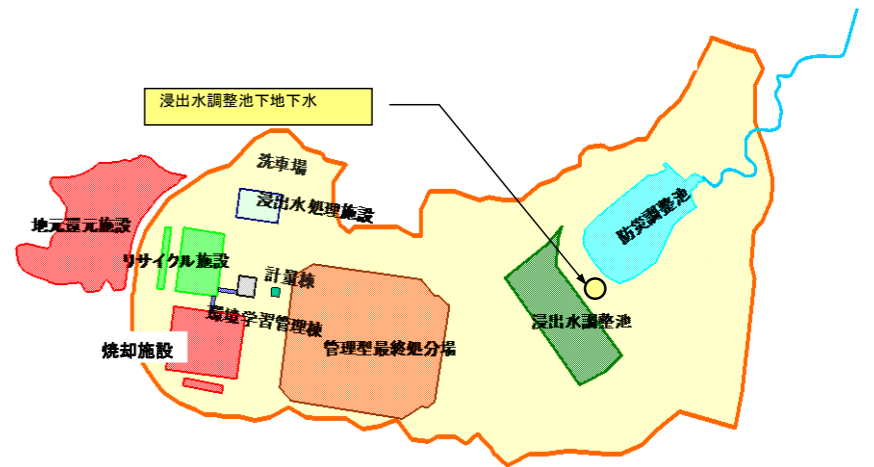 浸出水調整池下地下水
洗車場
浸出水処理施設
地元還元施設
防災調整池
リサイクル施設
計量棟
環境学習管理棟
浸出水調整池
焼却施設
管理型最終処分場